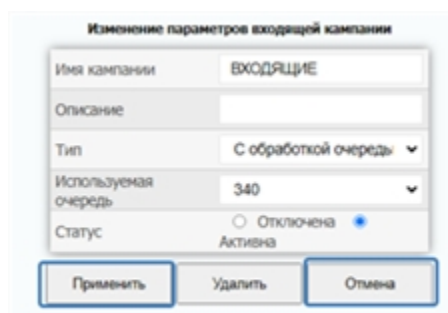 Изменение параметров входящей кампании
Имя кампании ВХОДЯЩИЕ
Описание
Тип С обработкой очередью
Используемая очередь 340
Статус Отключена
Активна
Применить Удалить Отмена